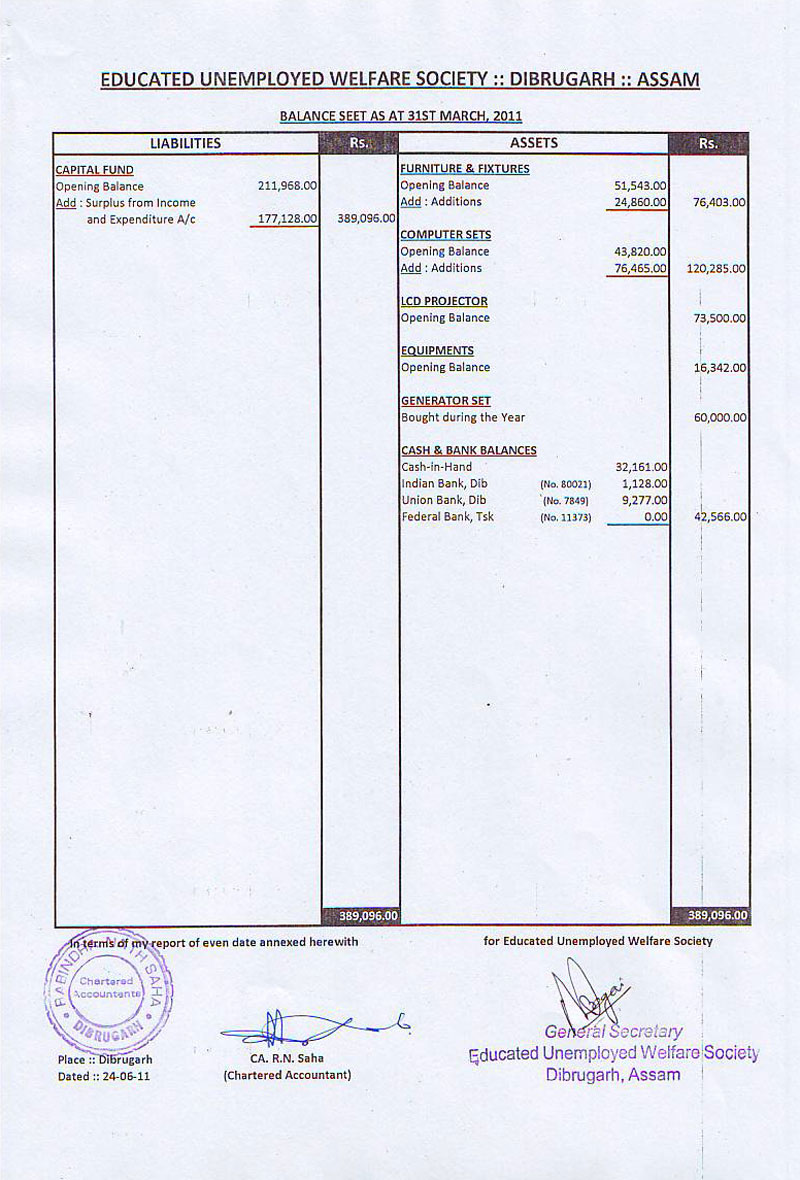 EDUCATED UNEMPLOYED WELFARE SOCIETY :: DIBRUGARH :: ASSAM
BALANCE SEET AS AT 31ST MARCH, 2011
LIABILITIES Rs. ASSETS Rs.
CAPITAL FUND
Opening Balance 211,968.00
Add : Surplus from Income
and Expenditure A/c 177,128.00 389,096.00
FURNITURE & FIXTURES
Opening Balance 51,543.00
Add : Additions 24,860.00 76,403.00
COMPUTER SETS
Opening Balance 43,820.00
Add : Additions 76,465.00 120,285.00
LCD PROJECTOR
Opening Balance 73,500.00
EQUIPMENTS
Opening Balance 16,342.00
GENERATOR SET
Bought during the Year 60,000.00
CASH & BANK BALANCES
Cash-in-Hand 32,161.00
Indian Bank, Dib (No. 80021) 1,128.00
Union Bank, Dib (No. 7849) 9,277.00
Federal Bank, Tsk (No. 11373) 0.00 42,566.00
389,096.00 389,096.00
In terms of my report of even date annexed herewith
for Educated Unemployed Welfare Society
RABINDRA NATH SAHA
Chartered
Accountants
DIBRUGARH
Place :: Dibrugarh
Dated :: 24-06-11
CA. R.N. Saha
(Chartered Accountant)
General Secretary
Educated Unemployed Welfare Society
Dibrugarh, Assam